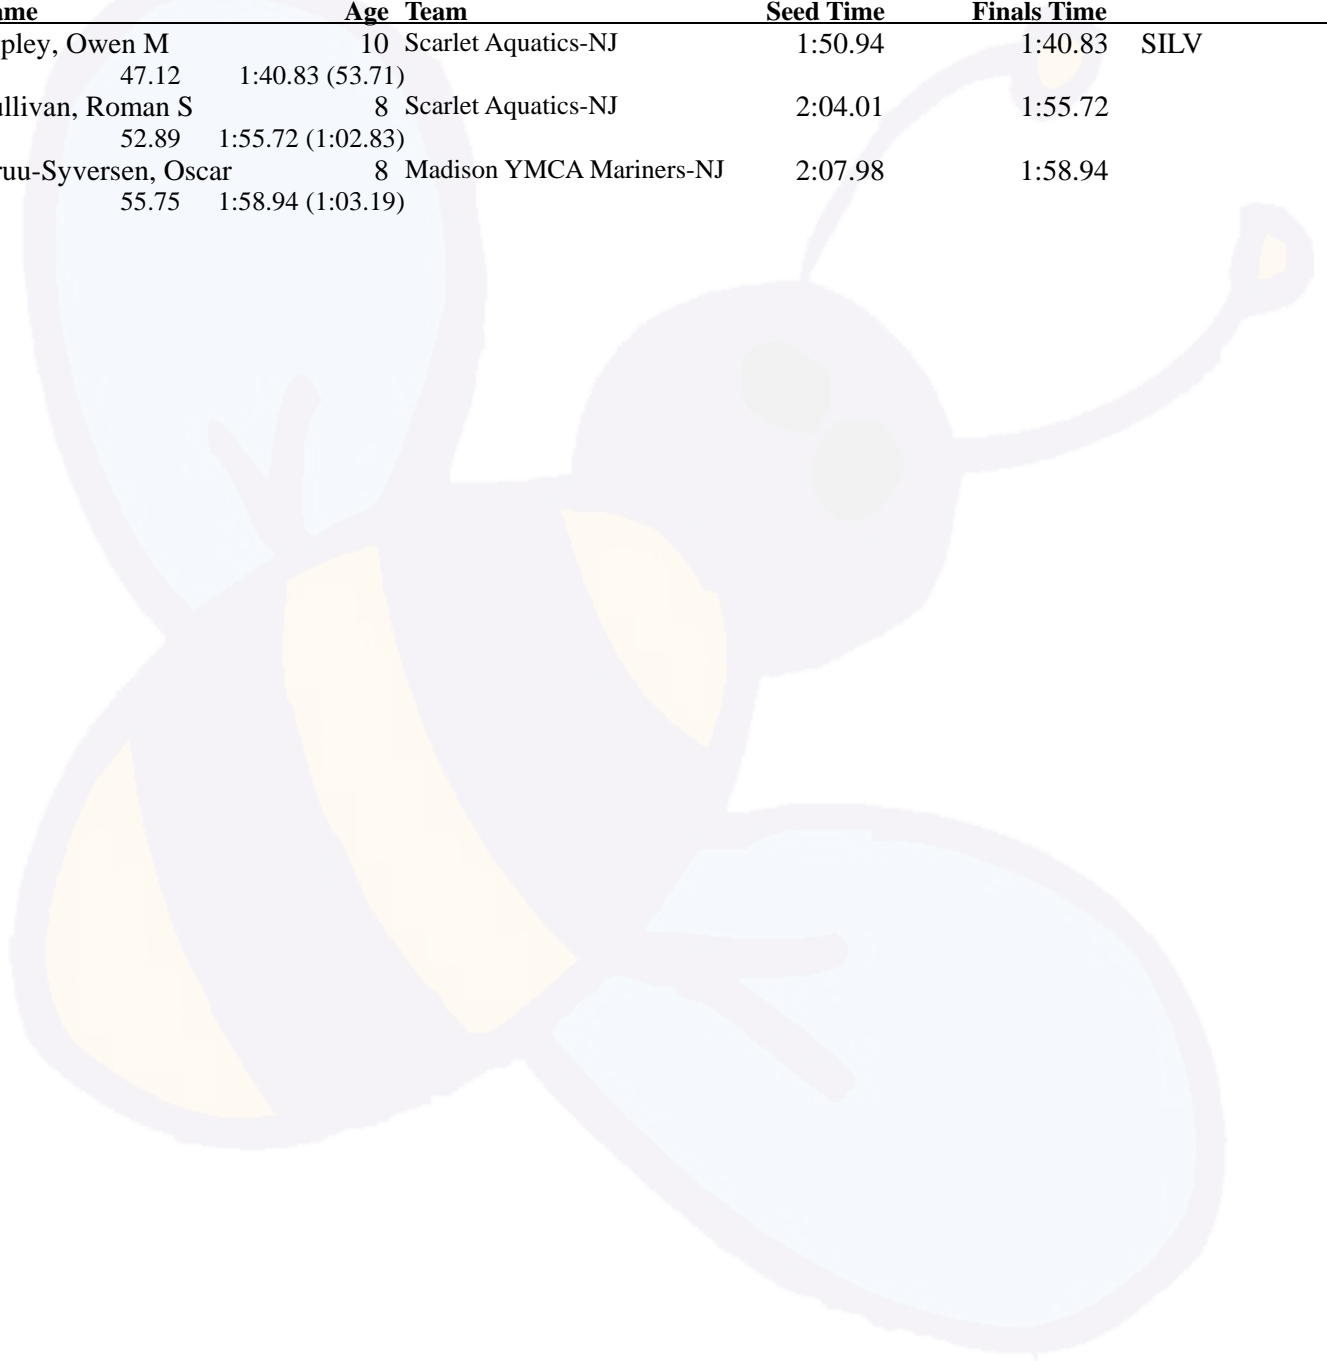 ame Age Team Seed Time Finals Time
pley, Owen M 10 Scarlet Aquatics-NJ 1:50.94 1:40.83 SILV
47.12 1:40.83 (53.71)
ullivan, Roman S 8 Scarlet Aquatics-NJ 2:04.01 1:55.72
52.89 1:55.72 (1:02.83)
ruu-Syversen, Oscar 8 Madison YMCA Mariners-NJ 2:07.98 1:58.94
55.75 1:58.94 (1:03.19)